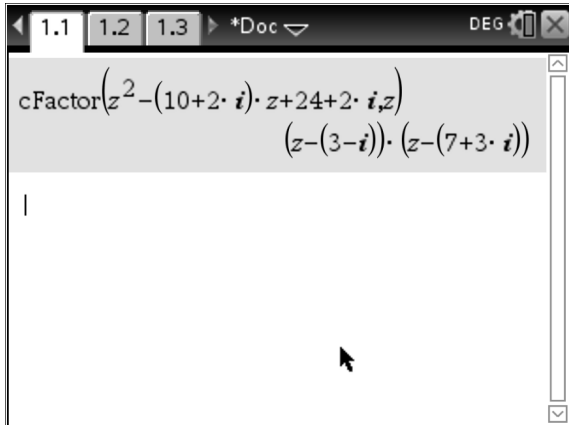 1.1 1.2 1.3 *Doc DEG
cFactor(z²−(10+2· i)· z+24+2· i,z)
(z−(3−i))· (z−(7+3· i))